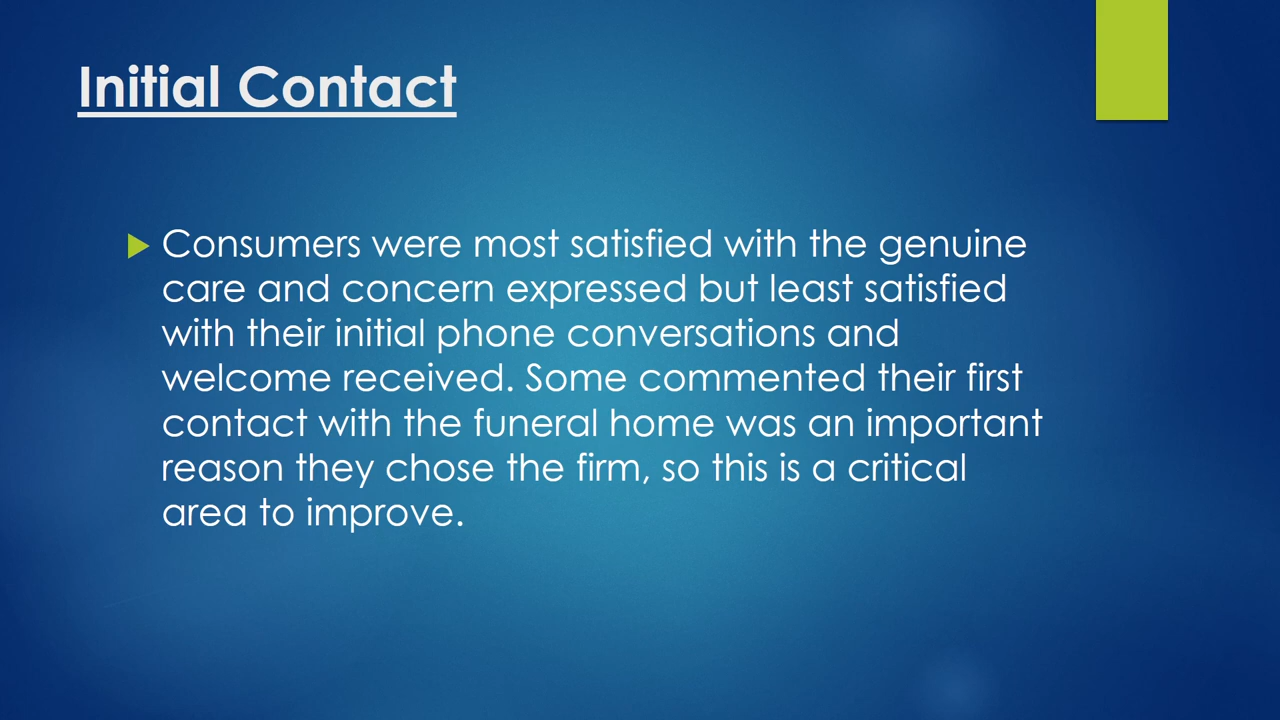 Initial Contact
Consumers were most satisfied with the genuine
care and concern expressed but least satisfied
with their initial phone conversations and
welcome received. Some commented their first
contact with the funeral home was an important
reason they chose the firm, so this is a critical
area to improve.